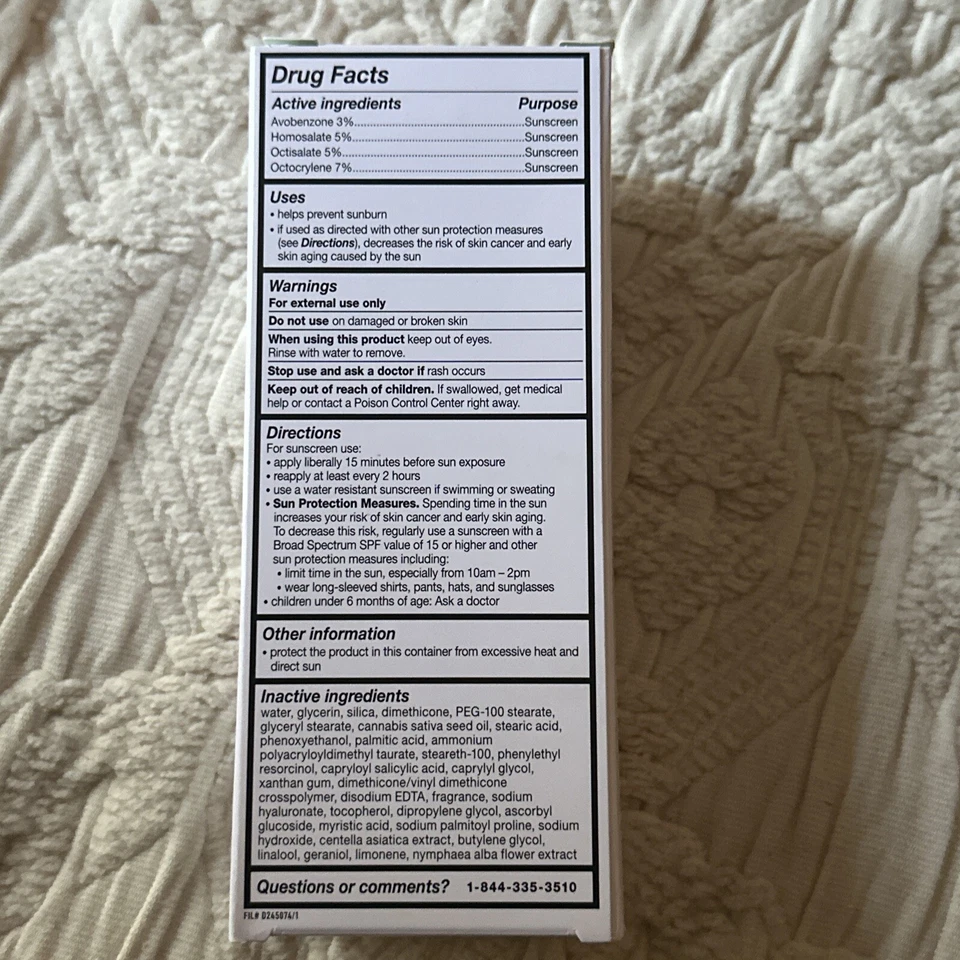 Drug Facts
Active ingredients Purpose
Avobenzone 3%..................................................Sunscreen
Homosalate 5%..................................................Sunscreen
Octisalate 5%.....................................................Sunscreen
Octocrylene 7%..................................................Sunscreen
Uses
• helps prevent sunburn
• if used as directed with other sun protection measures
(see Directions), decreases the risk of skin cancer and early
skin aging caused by the sun
Warnings
For external use only
Do not use on damaged or broken skin
When using this product keep out of eyes.
Rinse with water to remove.
Stop use and ask a doctor if rash occurs
Keep out of reach of children. If swallowed, get medical
help or contact a Poison Control Center right away.
Directions
For sunscreen use:
• apply liberally 15 minutes before sun exposure
• reapply at least every 2 hours
• use a water resistant sunscreen if swimming or sweating
• Sun Protection Measures. Spending time in the sun
increases your risk of skin cancer and early skin aging.
To decrease this risk, regularly use a sunscreen with a
Broad Spectrum SPF value of 15 or higher and other
sun protection measures including:
• limit time in the sun, especially from 10am – 2pm
• wear long-sleeved shirts, pants, hats, and sunglasses
• children under 6 months of age: Ask a doctor
Other information
• protect the product in this container from excessive heat and
direct sun
Inactive ingredients
water, glycerin, silica, dimethicone, PEG-100 stearate,
glyceryl stearate, cannabis sativa seed oil, stearic acid,
phenoxyethanol, palmitic acid, ammonium
polyacryloyldimethyl taurate, steareth-100, phenylethyl
resorcinol, capryloyl salicylic acid, caprylyl glycol,
xanthan gum, dimethicone/vinyl dimethicone
crosspolymer, disodium EDTA, fragrance, sodium
hyaluronate, tocopherol, dipropylene glycol, ascorbyl
glucoside, myristic acid, sodium palmitoyl proline, sodium
hydroxide, centella asiatica extract, butylene glycol,
linalool, geraniol, limonene, nymphaea alba flower extract
Questions or comments? 1-844-335-3510
FIL# D245074/1